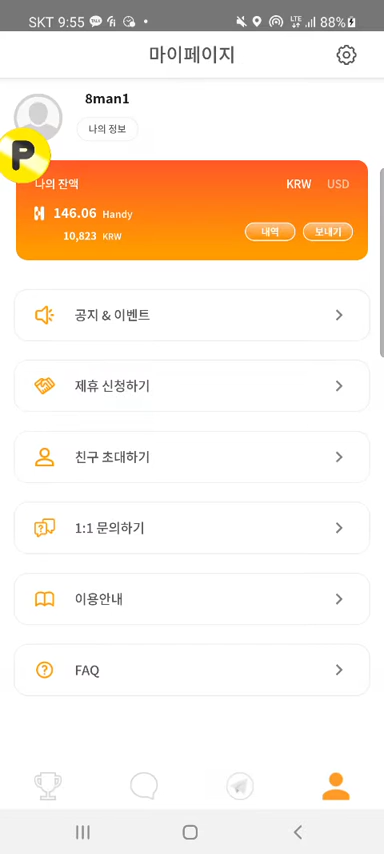 SKT 9:55
LTE 88%
마이페이지
8man1
나의 정보
P
나의 잔액
KRW USD
146.06 Handy
10,823 KRW
내역 보내기
공지 & 이벤트
제휴 신청하기
친구 초대하기
1:1 문의하기
이용안내
FAQ